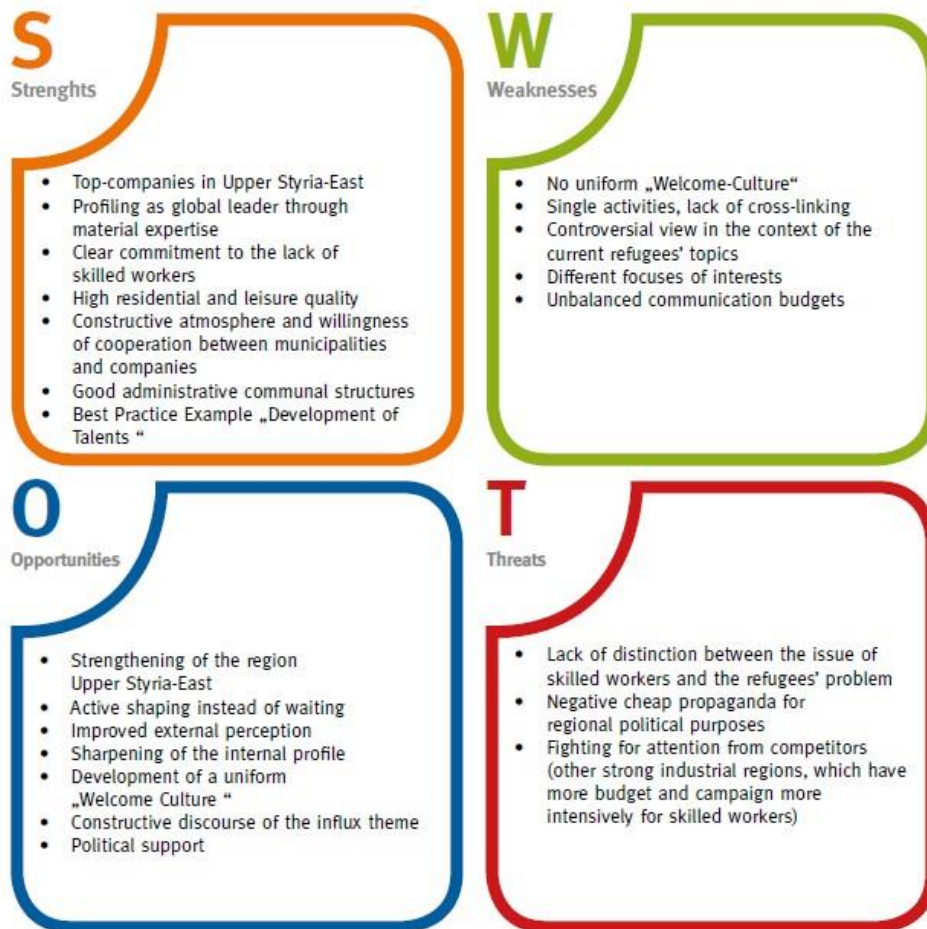 S
Strenghts
• Top-companies in Upper Styria-East
• Profiling as global leader through
material expertise
• Clear commitment to the lack of
skilled workers
• High residential and leisure quality
• Constructive atmosphere and willingness
of cooperation between municipalities
and companies
• Good administrative communal structures
• Best Practice Example „Development of
Talents “
W
Weaknesses
• No uniform „Welcome-Culture“
• Single activities, lack of cross-linking
• Controversial view in the context of the
current refugees’ topics
• Different focuses of interests
• Unbalanced communication budgets
O
Opportunities
• Strengthening of the region
Upper Styria-East
• Active shaping instead of waiting
• Improved external perception
• Sharpening of the internal profile
• Development of a uniform
„Welcome Culture “
• Constructive discourse of the influx theme
• Political support
T
Threats
• Lack of distinction between the issue of
skilled workers and the refugees’ problem
• Negative cheap propaganda for
regional political purposes
• Fighting for attention from competitors
(other strong industrial regions, which have
more budget and campaign more
intensively for skilled workers)